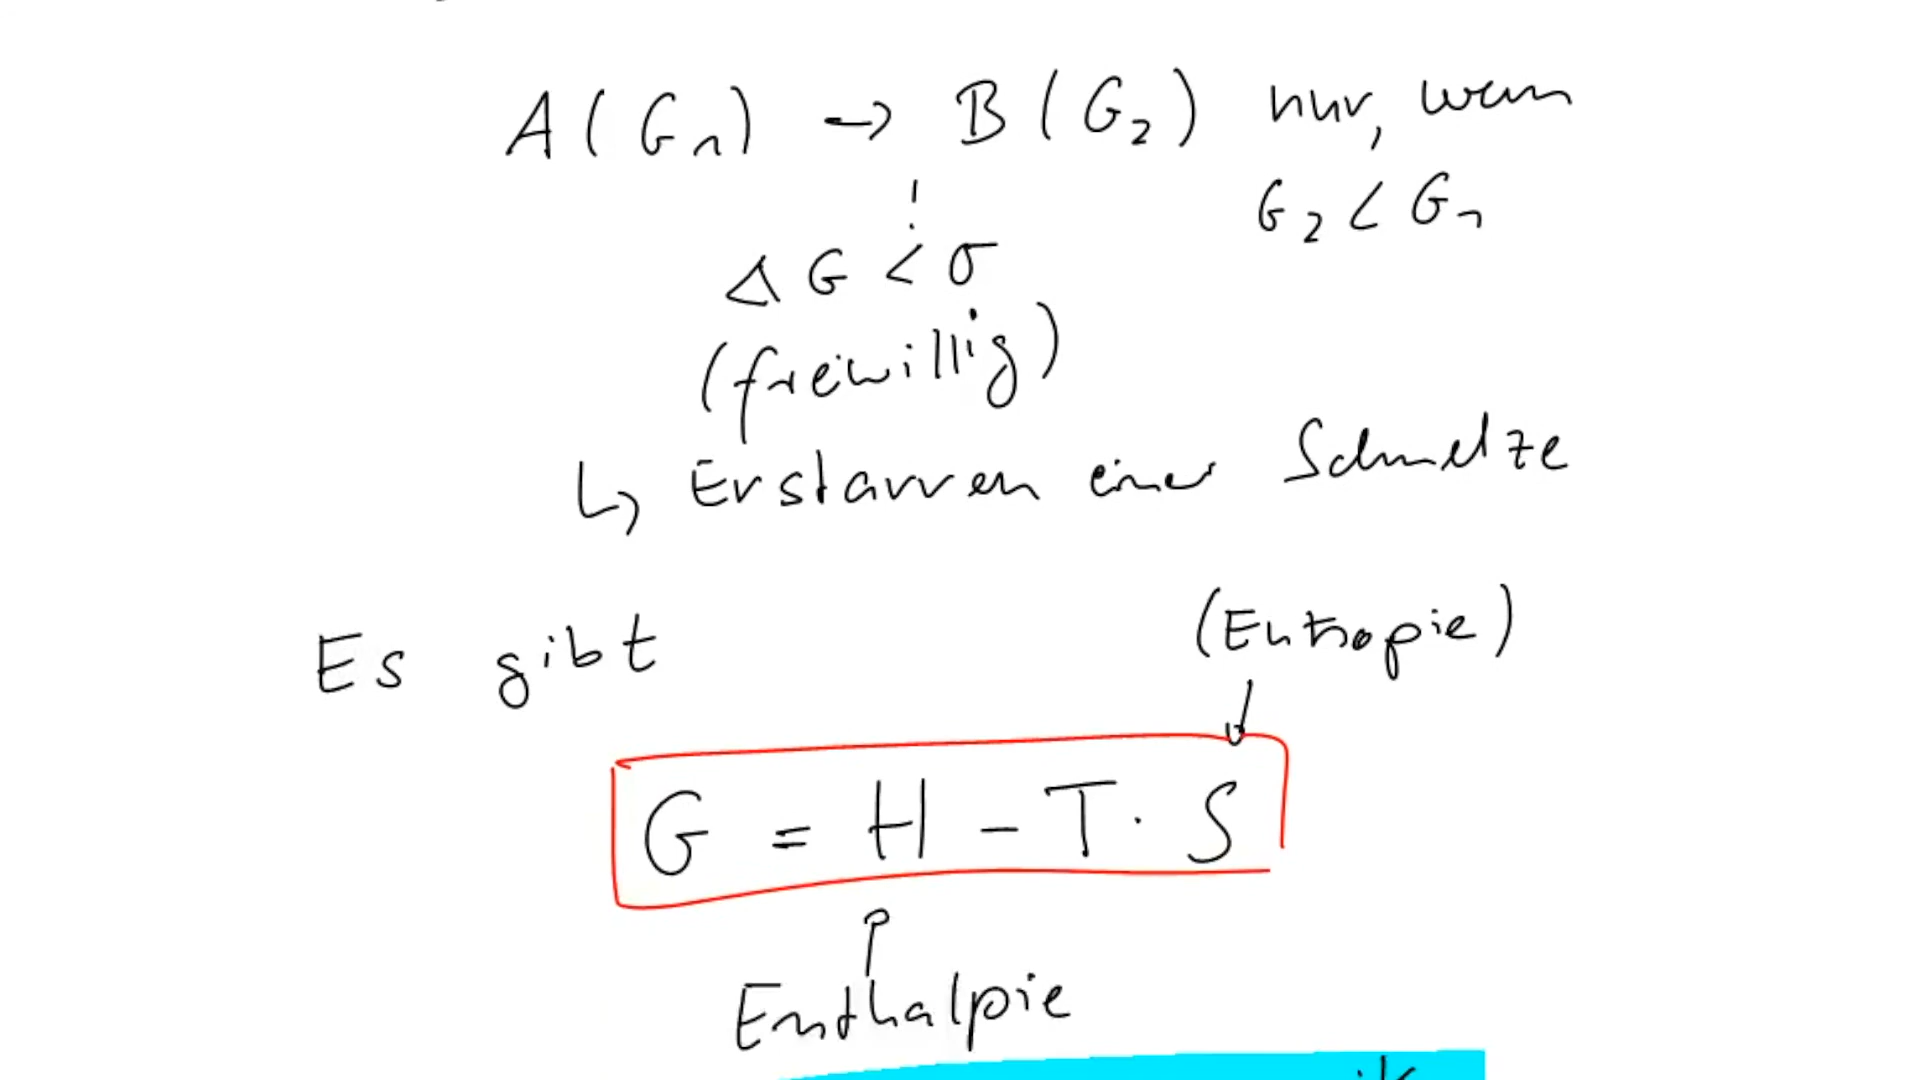 A(G₁) → B(G₂) nur, wenn
G₂ < G₁
!
ΔG < 0
(freiwillig)
↳ Erstarren einer Schmelze
Es gibt
(Entropie)
G = H - T · S
Enthalpie